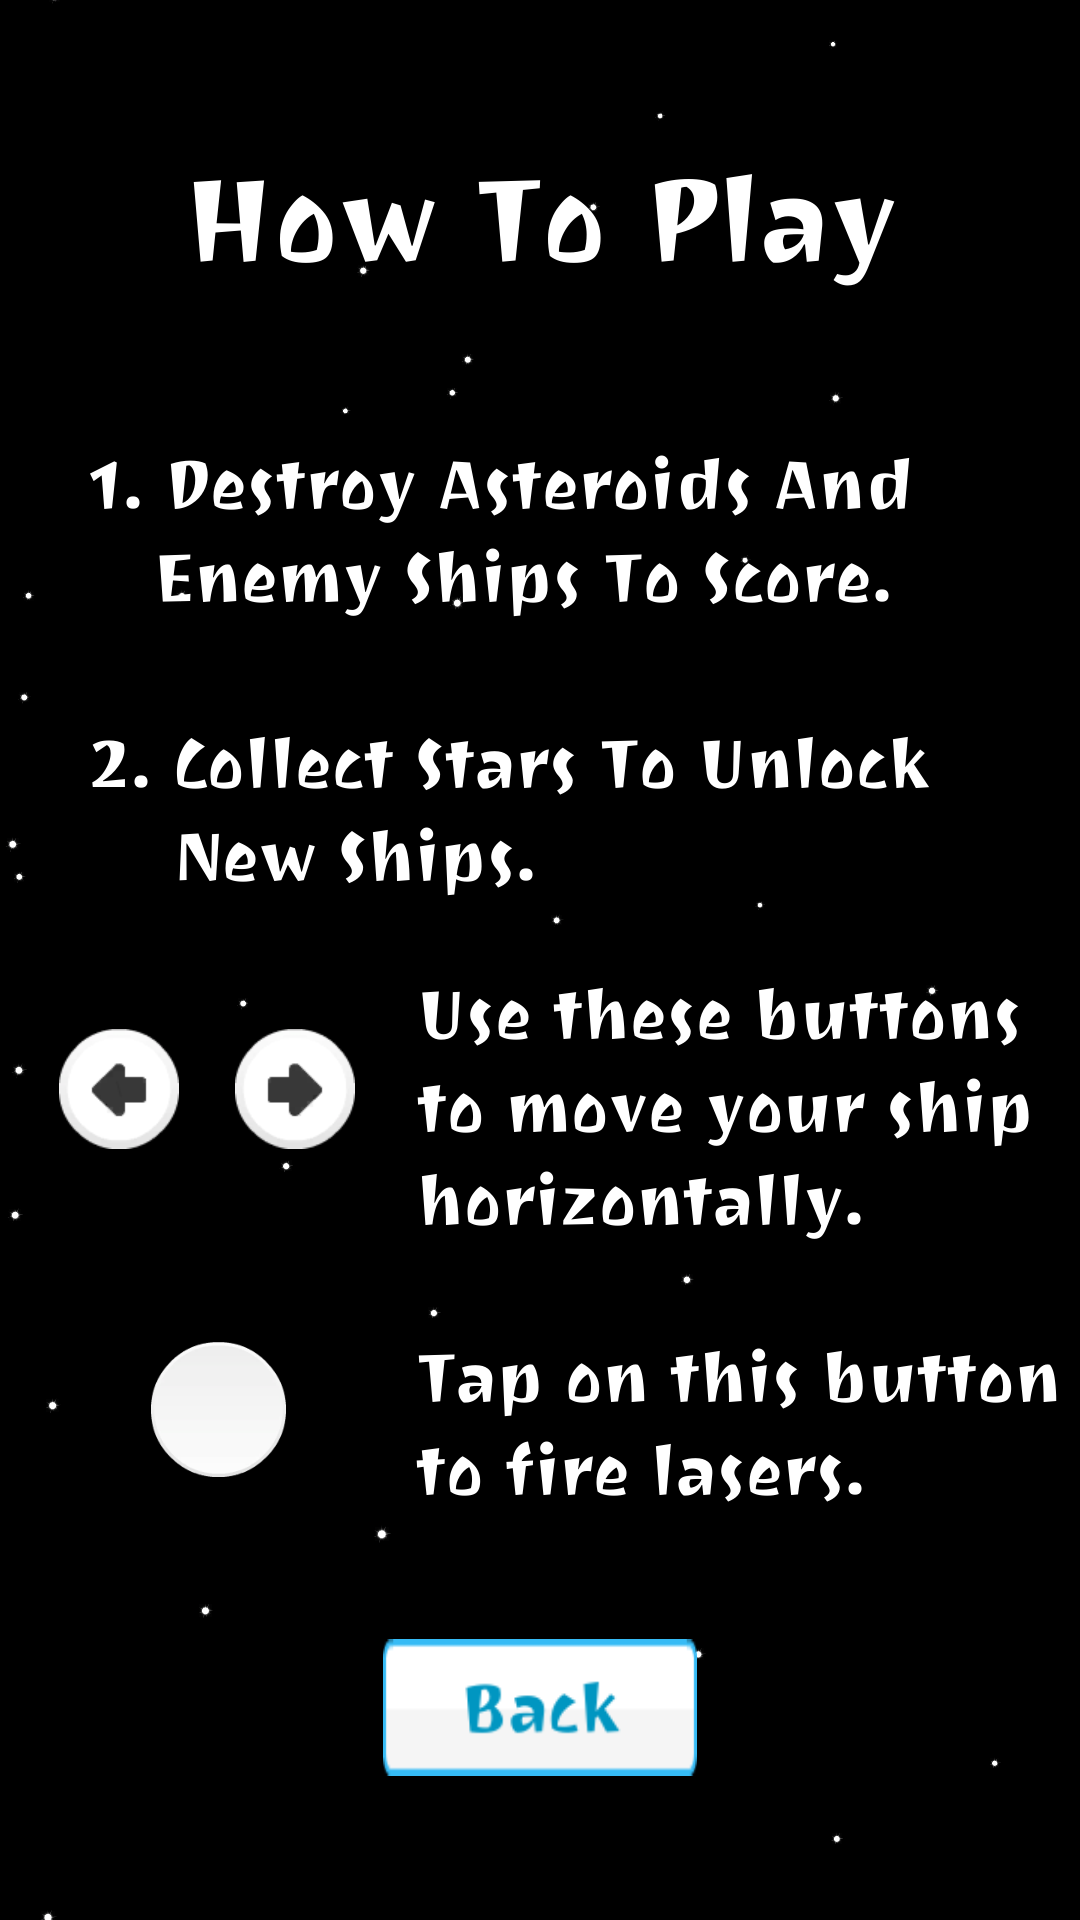 How To Play
1. Destroy Asteroids And
Enemy Ships To Score.
2. Collect Stars To Unlock
New Ships.
Use these buttons
to move your ship
horizontally.
Tap on this button
to fire lasers.
Back